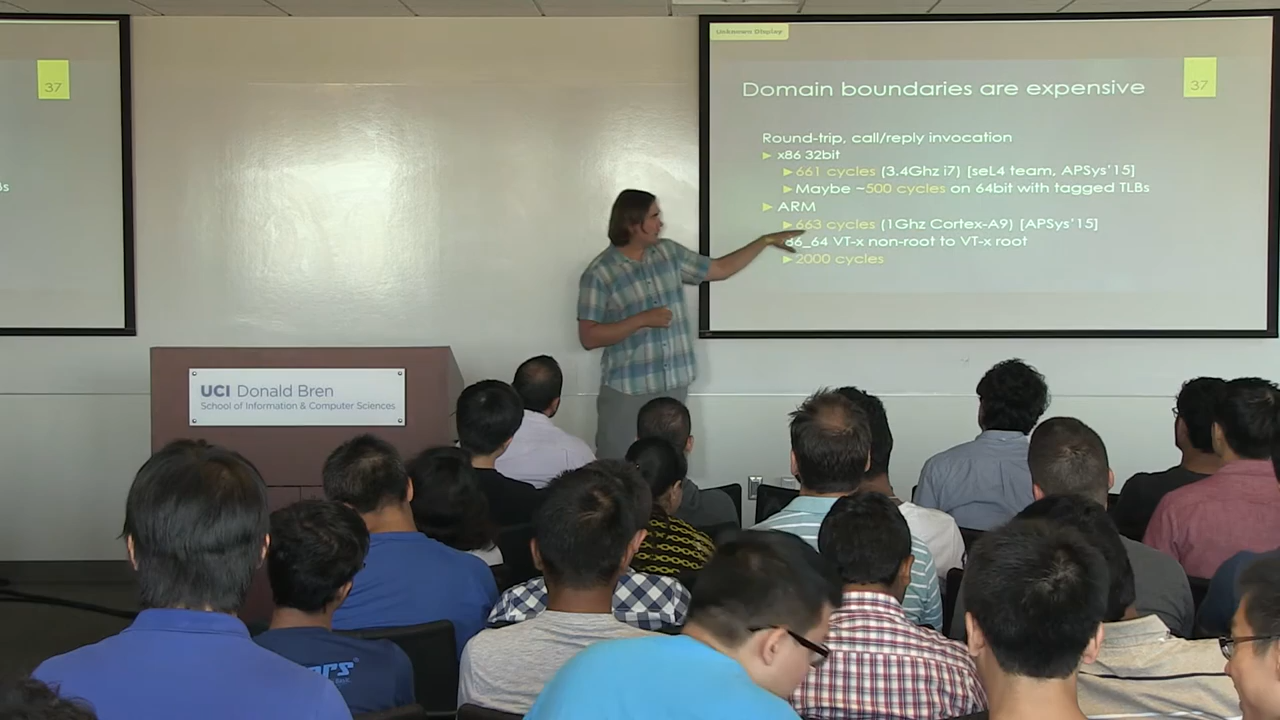 37
Unknown Display
Domain boundaries are expensive
37
Round-trip, call/reply invocation
x86 32bit
661 cycles (3.4Ghz i7) [seL4 team, APSys'15]
Maybe ~500 cycles on 64bit with tagged TLBs
ARM
663 cycles (1Ghz Cortex-A9) [APSys'15]
86_64 VT-x non-root to VT-x root
2000 cycles
UCI Donald Bren
School of Information & Computer Sciences